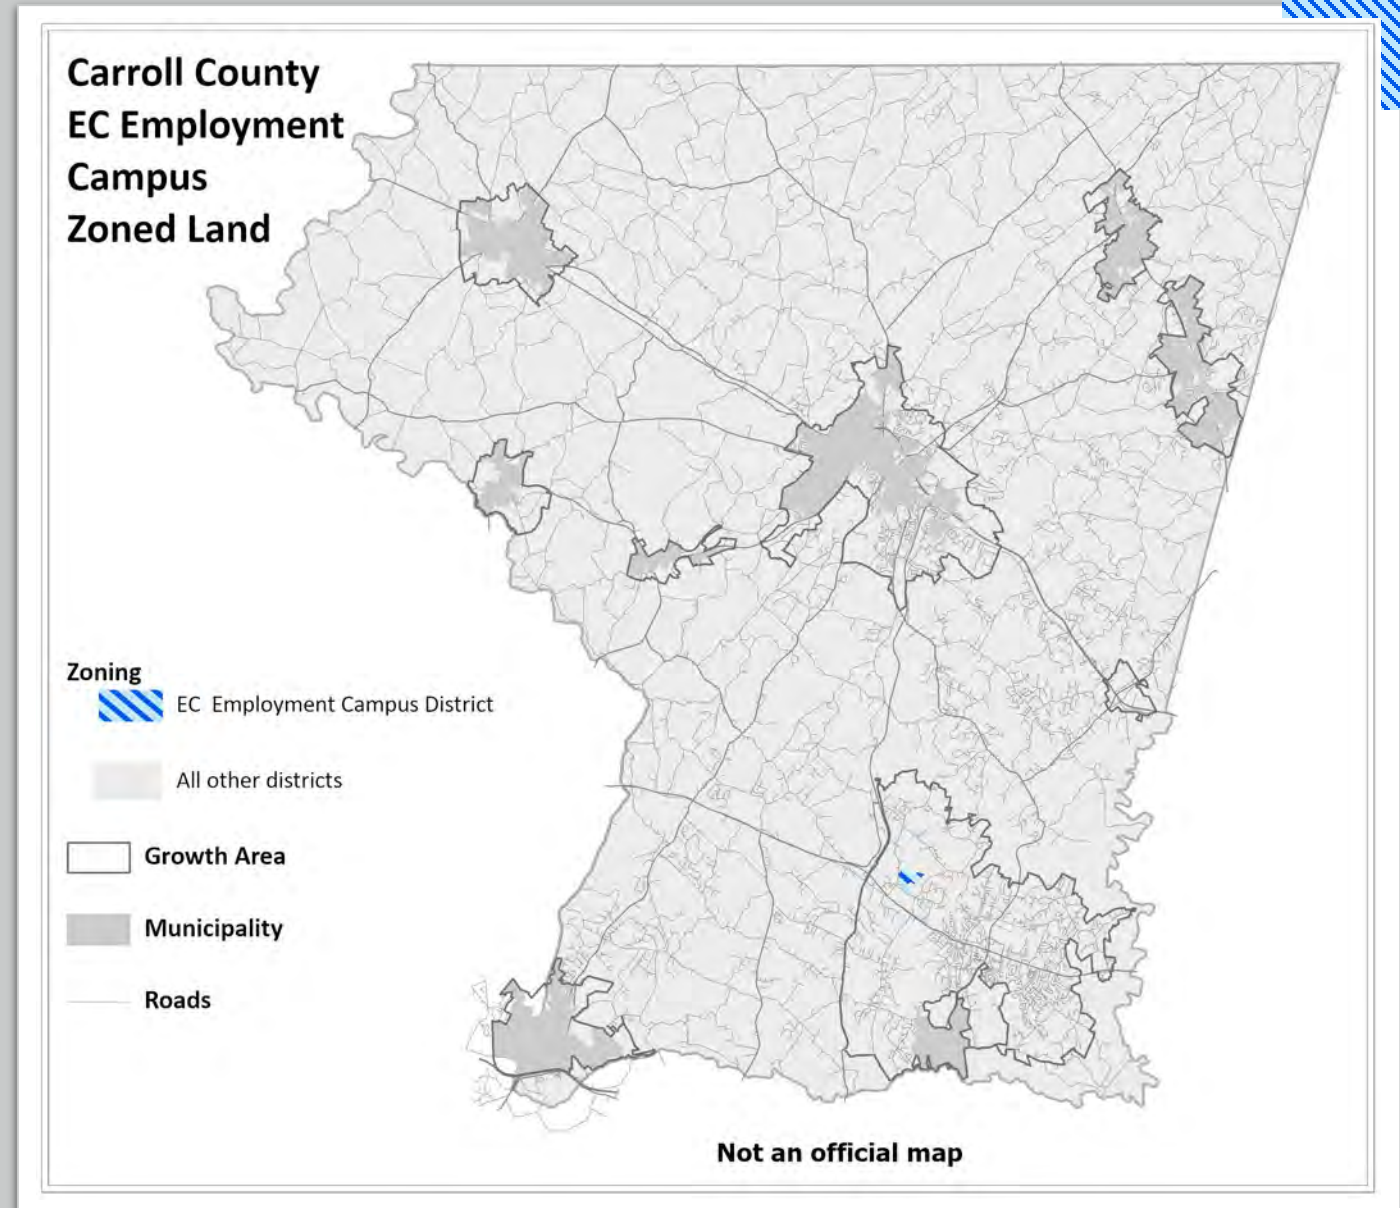 Carroll County
EC Employment
Campus
Zoned Land
Zoning
EC Employment Campus District
All other districts
Growth Area
Municipality
Roads
Not an official map